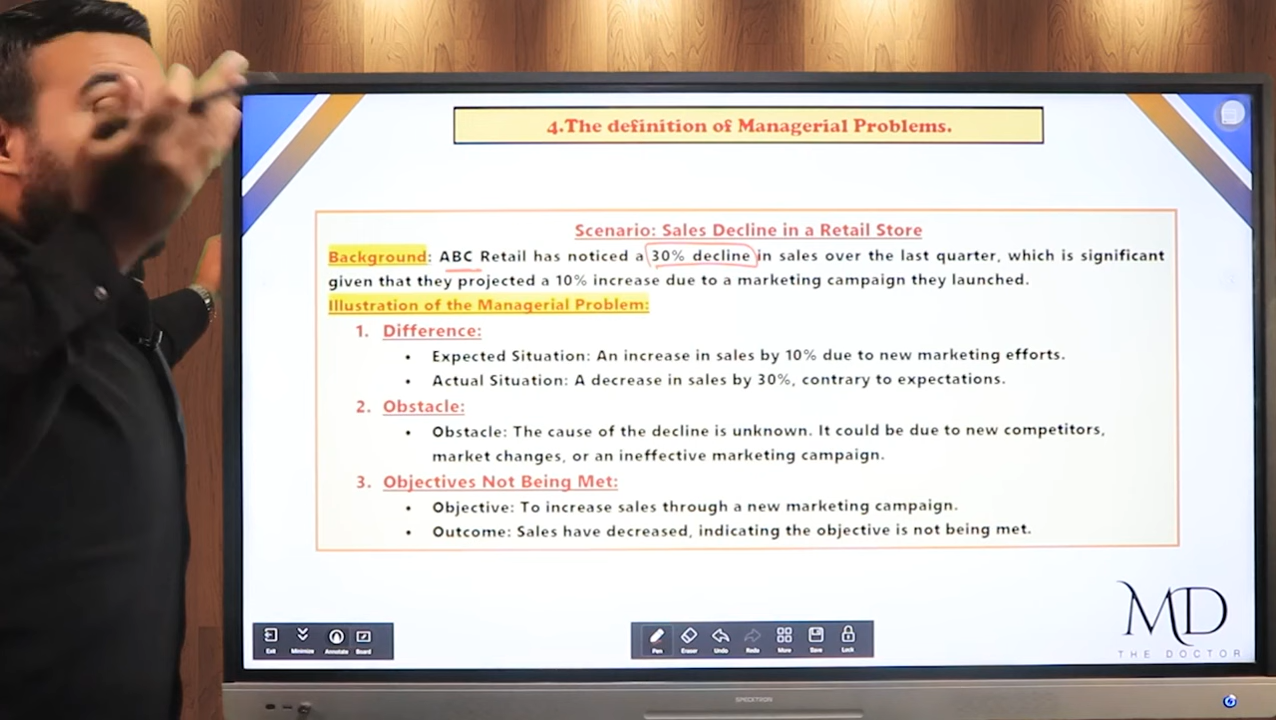 4.The definition of Managerial Problems.
Scenario: Sales Decline in a Retail Store
Background: ABC Retail has noticed a 30% decline in sales over the last quarter, which is significant
given that they projected a 10% increase due to a marketing campaign they launched.
Illustration of the Managerial Problem:
1. Difference:
• Expected Situation: An increase in sales by 10% due to new marketing efforts.
• Actual Situation: A decrease in sales by 30%, contrary to expectations.
2. Obstacle:
• Obstacle: The cause of the decline is unknown. It could be due to new competitors,
market changes, or an ineffective marketing campaign.
3. Objectives Not Being Met:
• Objective: To increase sales through a new marketing campaign.
• Outcome: Sales have decreased, indicating the objective is not being met.
MD
THE DOCTOR
Exit Minimize Annotate Board
Pen Eraser Undo Redo More Save Lock
SPECKTRON